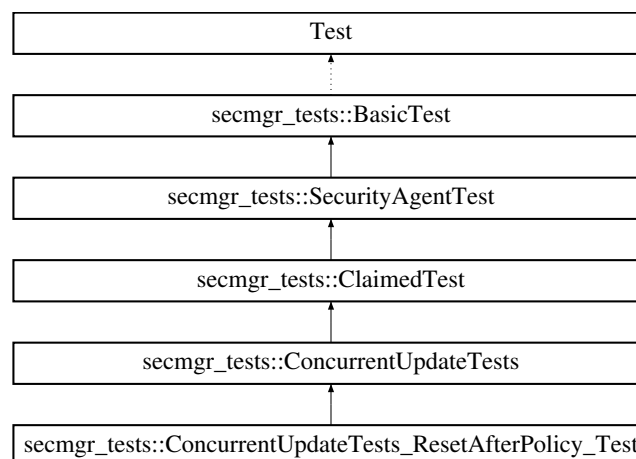 Test
secmgr_tests::BasicTest
secmgr_tests::SecurityAgentTest
secmgr_tests::ClaimedTest
secmgr_tests::ConcurrentUpdateTests
secmgr_tests::ConcurrentUpdateTests_ResetAfterPolicy_Test